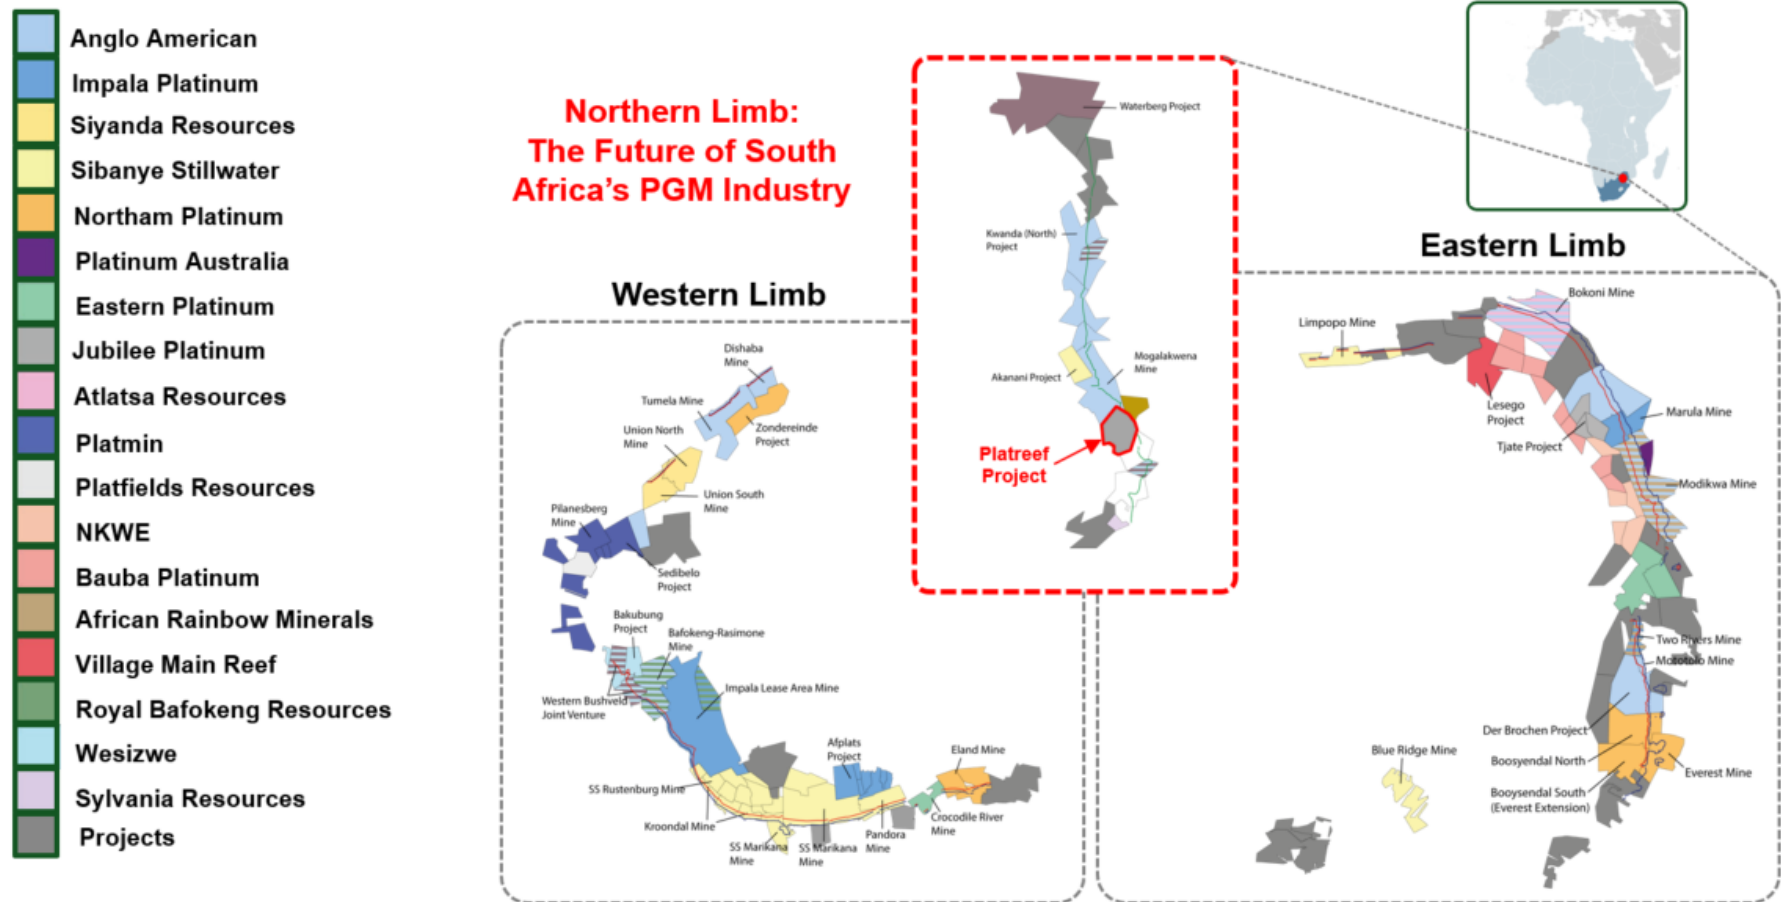 Anglo American
Impala Platinum
Siyanda Resources
Sibanye Stillwater
Northam Platinum
Platinum Australia
Eastern Platinum
Jubilee Platinum
Atlatsa Resources
Platmin
Platfields Resources
NKWE
Bauba Platinum
African Rainbow Minerals
Village Main Reef
Royal Bafokeng Resources
Wesizwe
Sylvania Resources
Projects
Northern Limb:
The Future of South
Africa's PGM Industry
Western Limb
Dishaba
Mine
Tumela Mine
Zondereinde
Project
Union North
Mine
Union South
Mine
Pilanesberg
Mine
Sedibelo
Project
Bakubung
Project
Bafokeng-Rasimone
Mine
Western Bushveld
Joint Venture
Impala Lease Area Mine
Afplats
Project
Eland Mine
SS Rustenburg Mine
Kroondal Mine
SS Marikana
Mine
SS Marikana
Mine
Pandora
Mine
Crocodile River
Mine
Waterberg Project
Kwanda (North)
Project
Mogalakwena
Mine
Akanani Project
Platreef
Project
Eastern Limb
Bokoni Mine
Limpopo Mine
Lesego
Project
Marula Mine
Tjate Project
Modikwa Mine
Two Rivers Mine
Mototolo Mine
Der Brochen Project
Booysendal North
Everest Mine
Booysendal South
(Everest Extension)
Blue Ridge Mine